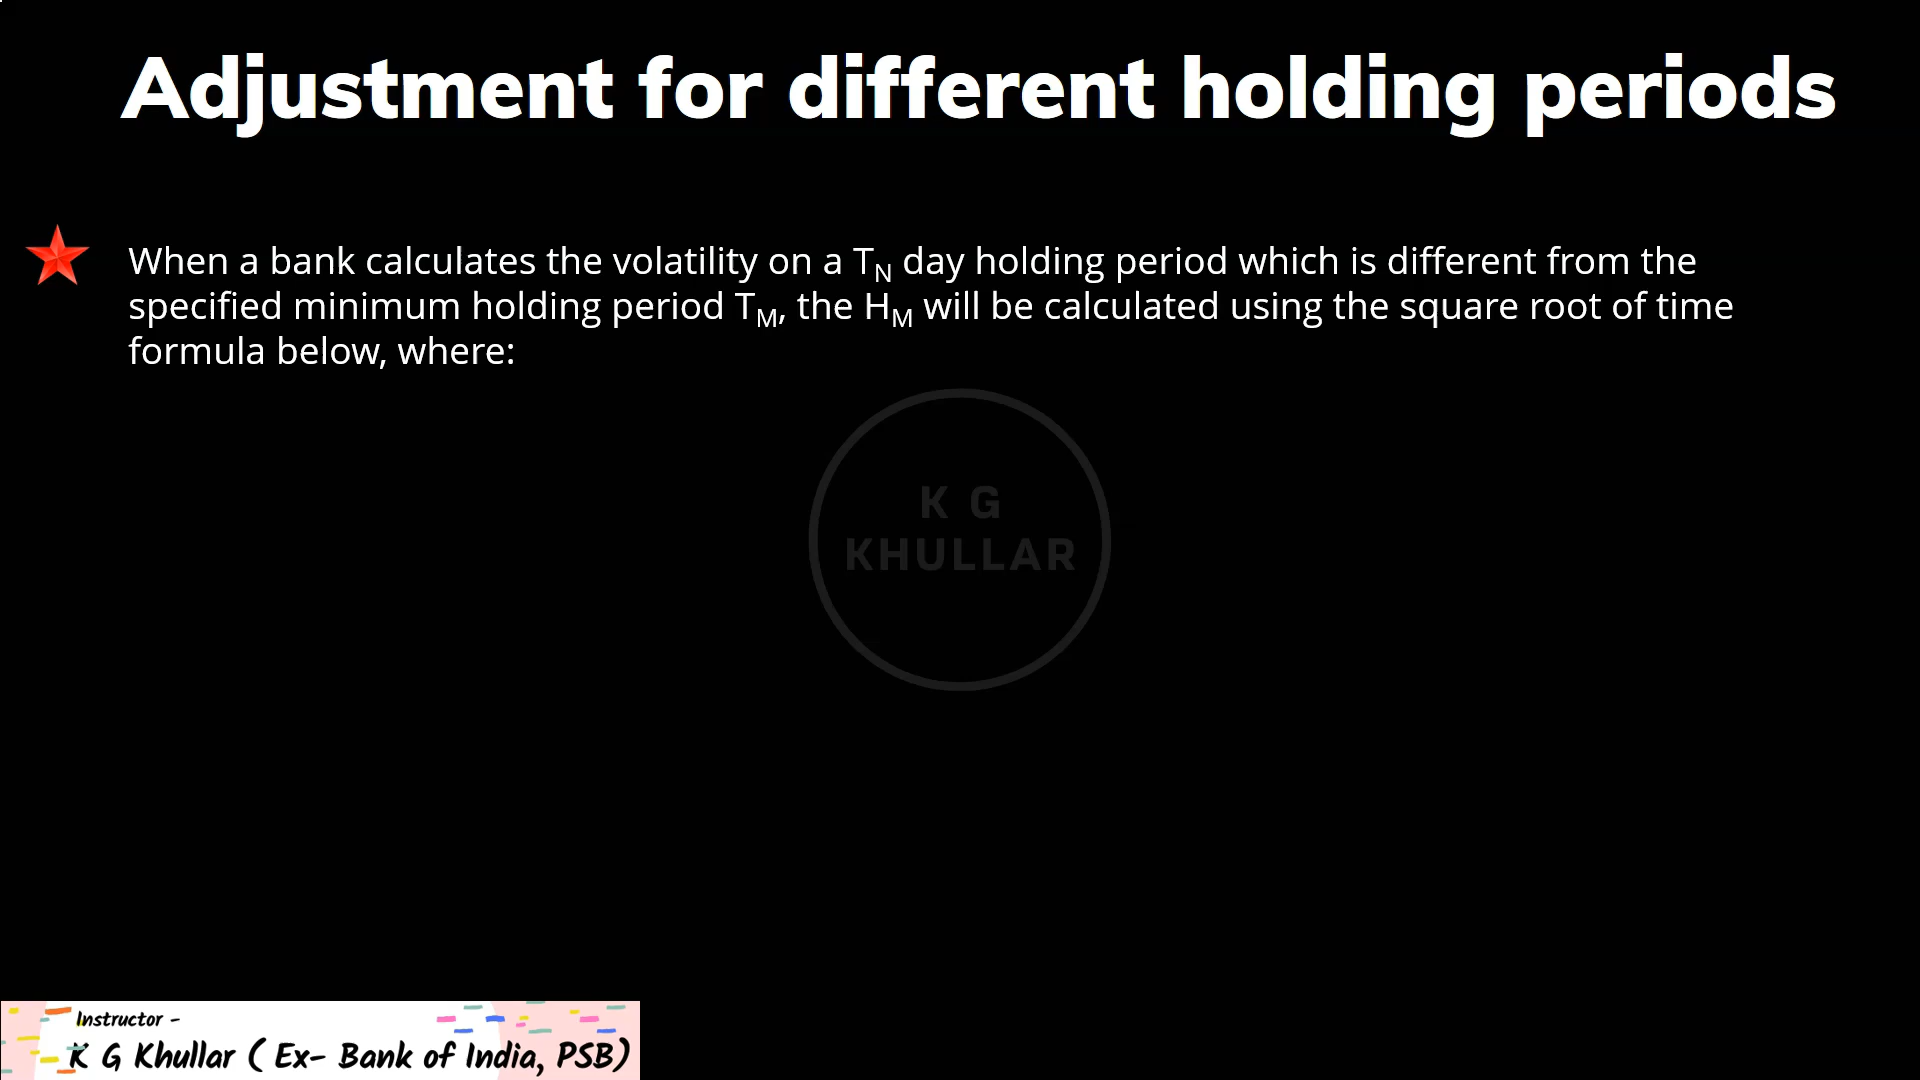 Adjustment for different holding periods
When a bank calculates the volatility on a TN day holding period which is different from the
specified minimum holding period TM, the HM will be calculated using the square root of time
formula below, where:
K G
KHULLAR
Instructor -
K G Khullar ( Ex- Bank of India, PSB)